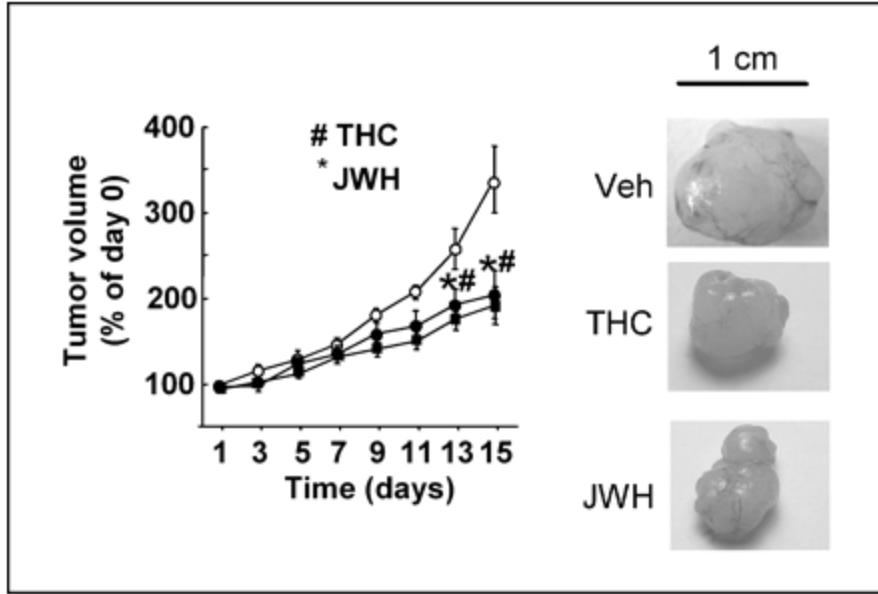 # THC
* JWH
Tumor volume
(% of day 0)
400
300
200
100
*#
*#
1 3 5 7 9 11 13 15
Time (days)
1 cm
Veh
THC
JWH